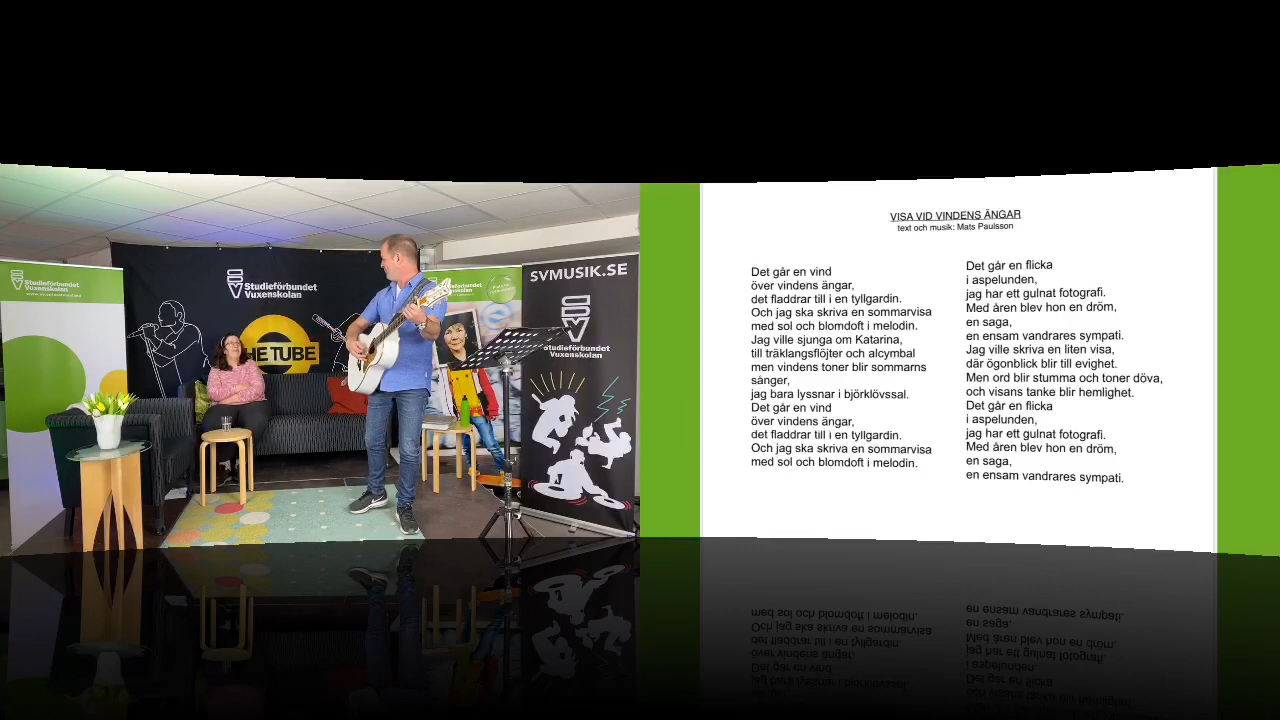 Studieförbundet
Vuxenskolan
Studieförbundet
Vuxenskolan
THE TUBE
SVMUSIK.SE
Studieförbundet
Vuxenskolan
VISA VID VINDENS ÄNGAR
text och musik: Mats Paulsson
Det går en vind
över vindens ängar,
det fladdrar till i en tyllgardin.
Och jag ska skriva en sommarvisa
med sol och blomdoft i melodin.
Jag ville sjunga om Katarina,
till träklangsflöjter och alcymbal
men vindens toner blir sommarns
sånger,
jag bara lyssnar i björklövssal.
Det går en vind
över vindens ängar,
det fladdrar till i en tyllgardin.
Och jag ska skriva en sommarvisa
med sol och blomdoft i melodin.
Det går en flicka
i aspelunden,
jag har ett gulnat fotografi.
Med åren blev hon en dröm,
en saga,
en ensam vandrares sympati.
Jag ville skriva en liten visa,
där ögonblick blir till evighet.
Men ord blir stumma och toner döva,
och visans tanke blir hemlighet.
Det går en flicka
i aspelunden,
jag har ett gulnat fotografi.
Med åren blev hon en dröm,
en saga,
en ensam vandrares sympati.